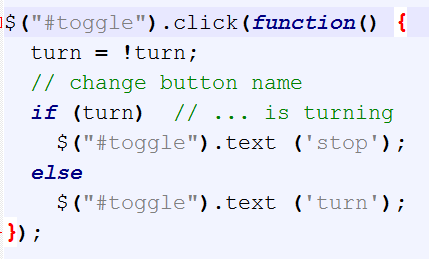 $("#toggle").click(function() {
  turn = !turn;
  // change button name
  if (turn)  // ... is turning
    $("#toggle").text ('stop');
  else
    $("#toggle").text ('turn');
});